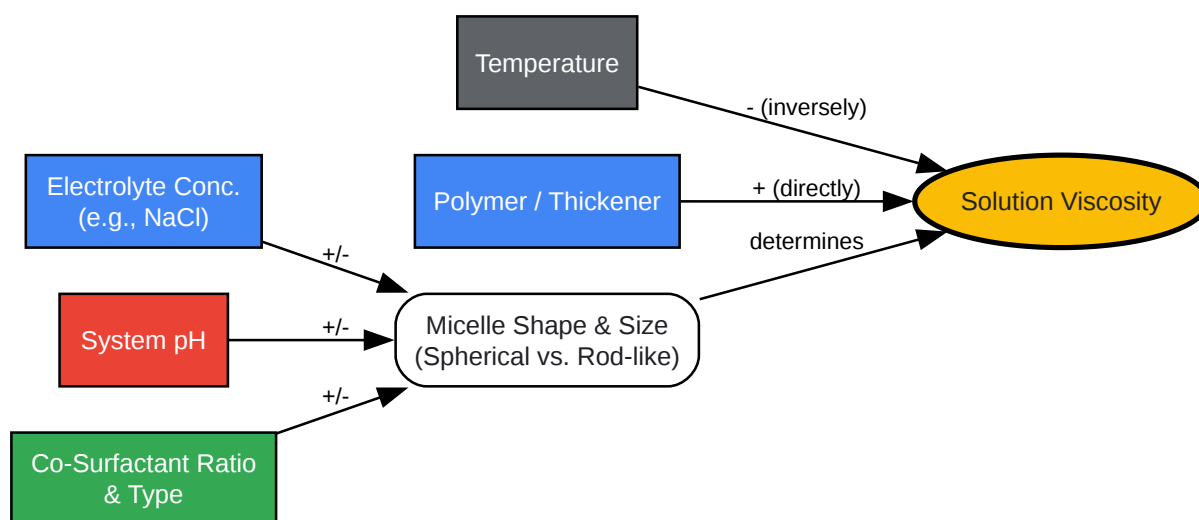 Temperature
- (inversely)
Electrolyte Conc.
(e.g., NaCl)
Polymer / Thickener
+ (directly)
Solution Viscosity
determines
+/-
System pH
+/-
Micelle Shape & Size
(Spherical vs. Rod-like)
+/-
Co-Surfactant Ratio
& Type